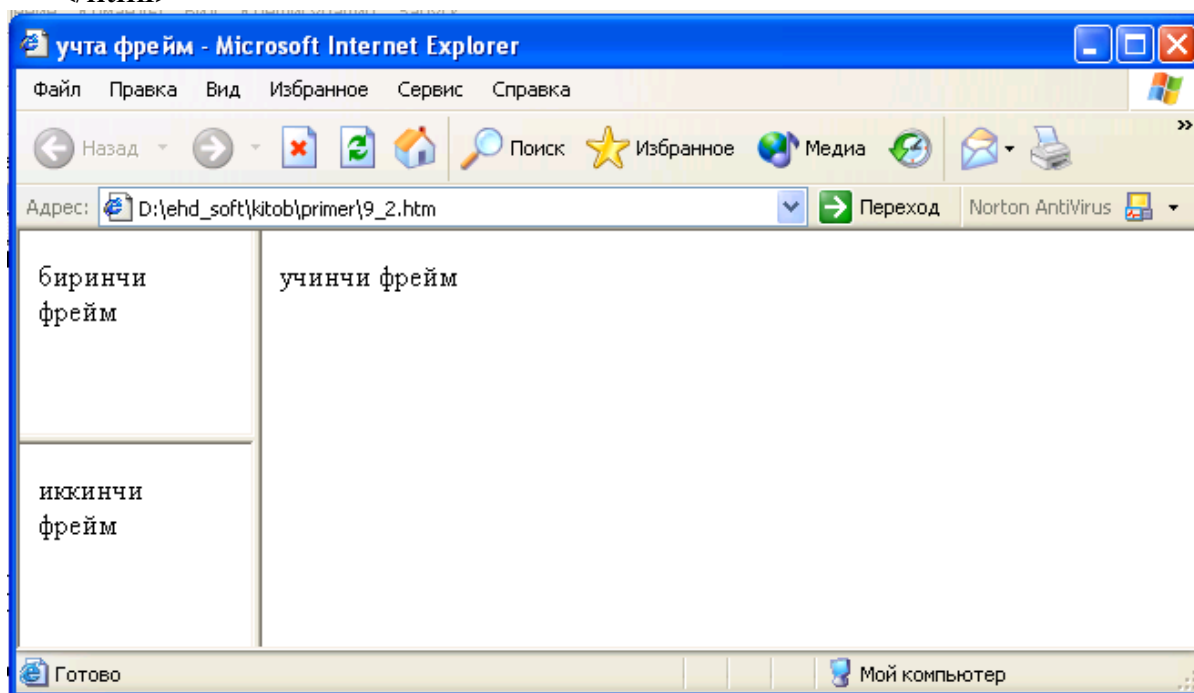 учта фрейм - Microsoft Internet Explorer
Файл Правка Вид Избранное Сервис Справка
Назад Поиск Избранное Медиа »
Адрес: D:\ehd_soft\kitob\primer\9_2.htm Переход Norton AntiVirus
биринчи
фрейм
учинчи фрейм
иккинчи
фрейм
Готово Мой компьютер